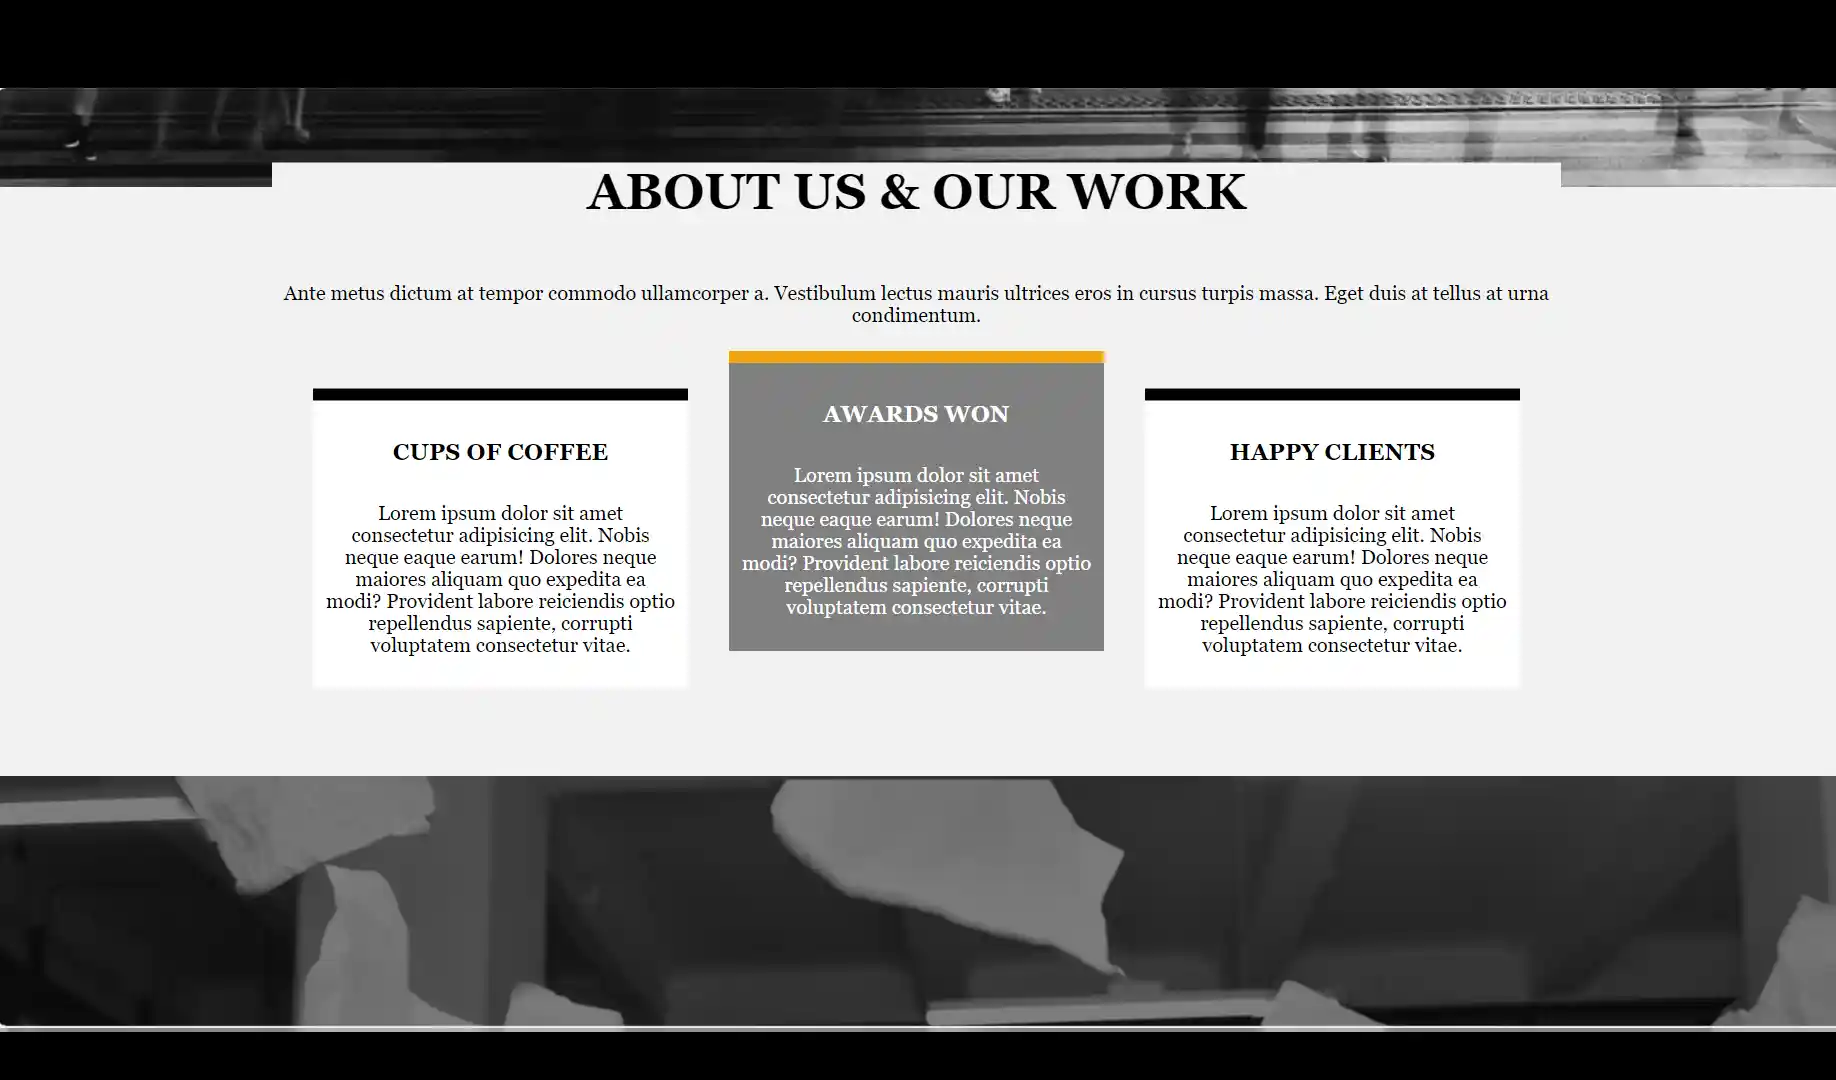 ABOUT US & OUR WORK
Ante metus dictum at tempor commodo ullamcorper a. Vestibulum lectus mauris ultrices eros in cursus turpis massa. Eget duis at tellus at urna
condimentum.
CUPS OF COFFEE
Lorem ipsum dolor sit amet
consectetur adipisicing elit. Nobis
neque eaque earum! Dolores neque
maiores aliquam quo expedita ea
modi? Provident labore reiciendis optio
repellendus sapiente, corrupti
voluptatem consectetur vitae.
AWARDS WON
Lorem ipsum dolor sit amet
consectetur adipisicing elit. Nobis
neque eaque earum! Dolores neque
maiores aliquam quo expedita ea
modi? Provident labore reiciendis optio
repellendus sapiente, corrupti
voluptatem consectetur vitae.
HAPPY CLIENTS
Lorem ipsum dolor sit amet
consectetur adipisicing elit. Nobis
neque eaque earum! Dolores neque
maiores aliquam quo expedita ea
modi? Provident labore reiciendis optio
repellendus sapiente, corrupti
voluptatem consectetur vitae.